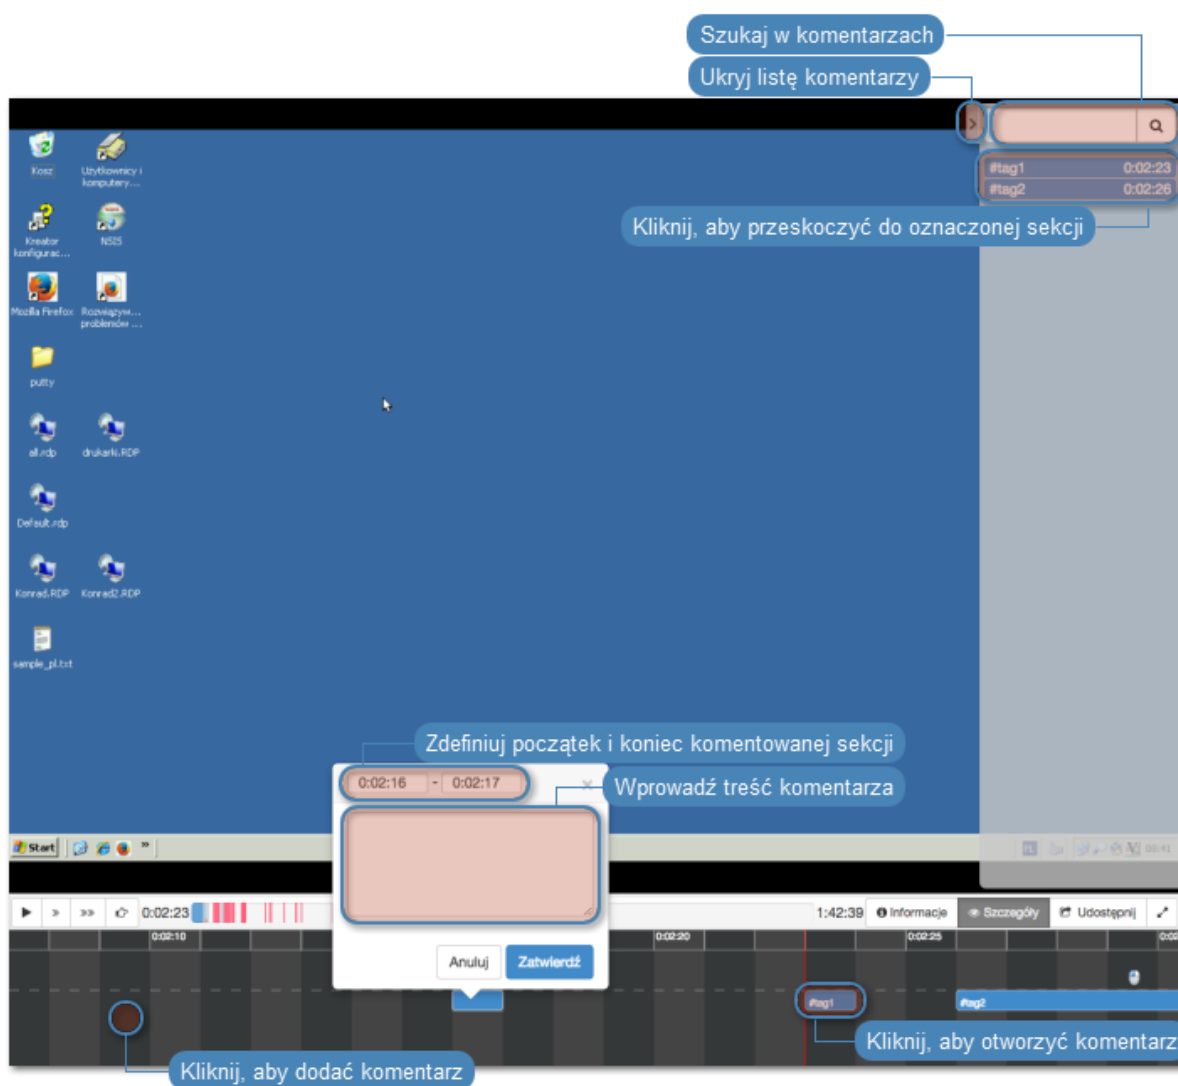 Szukaj w komentarzach
Ukryj listę komentarzy
#tag1 0:02:23
#tag2 0:02:26
Kliknij, aby przeskoczyć do oznaczonej sekcji
Kosz
Użytkownicy i
komputery...
Kreator
konfigurac...
NSIS
Mozilla Firefox
Rozwiązyw...
problemów ...
putty
all.rdp
drukarki.RDP
Default.rdp
Konrad.RDP
Konrad2.RDP
sample_pl.txt
Zdefiniuj początek i koniec komentowanej sekcji
0:02:16 - 0:02:17 ×
Wprowadź treść komentarza
Start »
PL
0:02:23
1:42:39 Informacje Szczegóły Udostępnij
0:02:10 0:02:20 0:02:25
Anuluj Zatwierdź
#tag1 #tag2
Kliknij, aby otworzyć komentarz
Kliknij, aby dodać komentarz